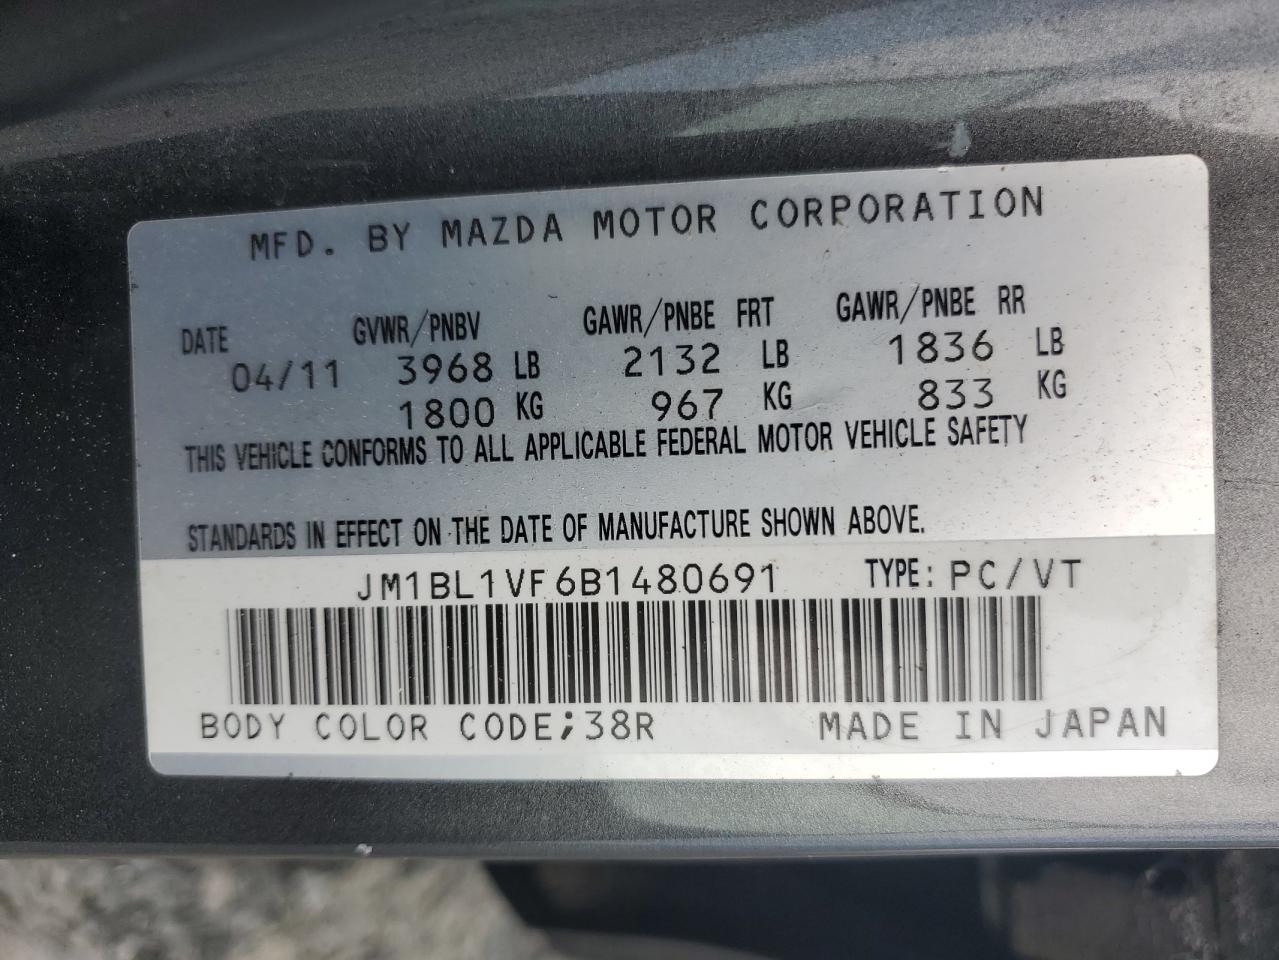 MFD. BY MAZDA MOTOR CORPORATION
DATE GVWR/PNBV GAWR/PNBE FRT GAWR/PNBE RR
04/11 3968 LB 2132 LB 1836 LB
1800 KG 967 KG 833 KG
THIS VEHICLE CONFORMS TO ALL APPLICABLE FEDERAL MOTOR VEHICLE SAFETY
STANDARDS IN EFFECT ON THE DATE OF MANUFACTURE SHOWN ABOVE.
JM1BL1VF6B1480691 TYPE: PC/VT
BODY COLOR CODE;38R MADE IN JAPAN